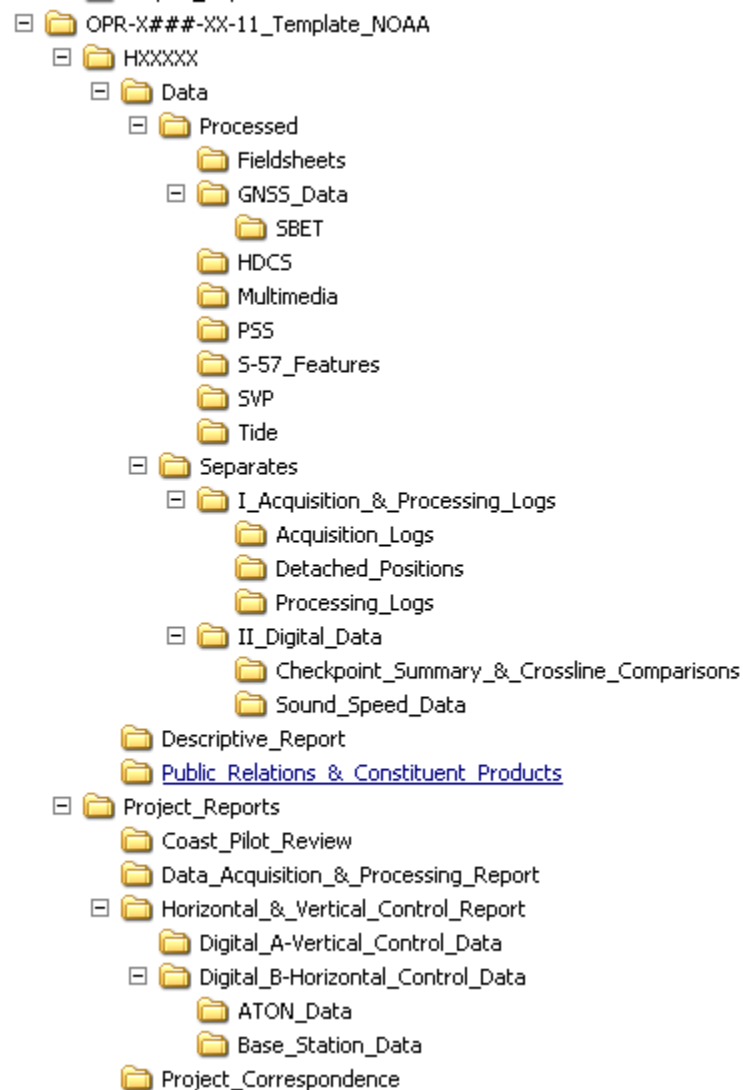 OPR-X###-XX-11_Template_NOAA
HXXXXX
Data
Processed
Fieldsheets
GNSS_Data
SBET
HDCS
Multimedia
PSS
S-57_Features
SVP
Tide
Separates
I_Acquisition_&_Processing_Logs
Acquisition_Logs
Detached_Positions
Processing_Logs
II_Digital_Data
Checkpoint_Summary_&_Crossline_Comparisons
Sound_Speed_Data
Descriptive_Report
Public_Relations_&_Constituent_Products
Project_Reports
Coast_Pilot_Review
Data_Acquisition_&_Processing_Report
Horizontal_&_Vertical_Control_Report
Digital_A-Vertical_Control_Data
Digital_B-Horizontal_Control_Data
ATON_Data
Base_Station_Data
Project_Correspondence